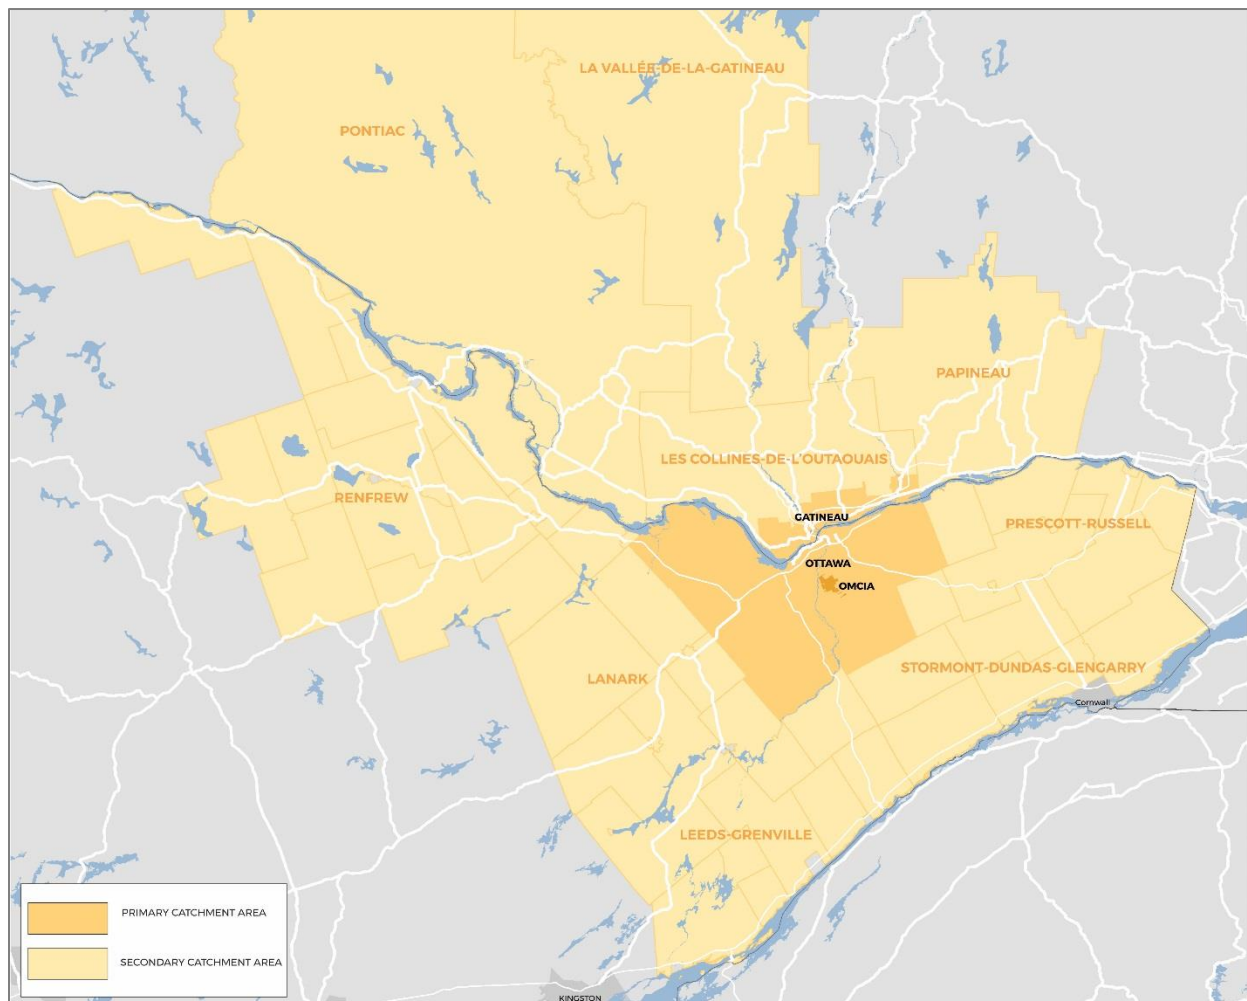 LA VALLÉE-DE-LA-GATINEAU
PONTIAC
PAPINEAU
LES COLLINES-DE-L'OUTAOUAIS
RENFREW
GATINEAU
PRESCOTT-RUSSELL
OTTAWA
OMCIA
STORMONT-DUNDAS-GLENGARRY
LANARK
Cornwall
LEEDS-GRENVILLE
PRIMARY CATCHMENT AREA
SECONDARY CATCHMENT AREA
KINGSTON